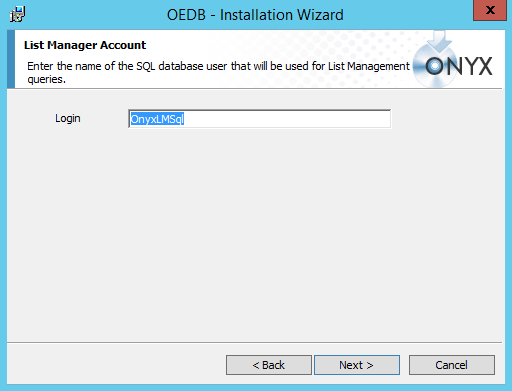 OEDB - Installation Wizard
x
List Manager Account
Enter the name of the SQL database user that will be used for List Management
queries.
ONYX
Login
OnyxLMSql
< Back
Next >
Cancel